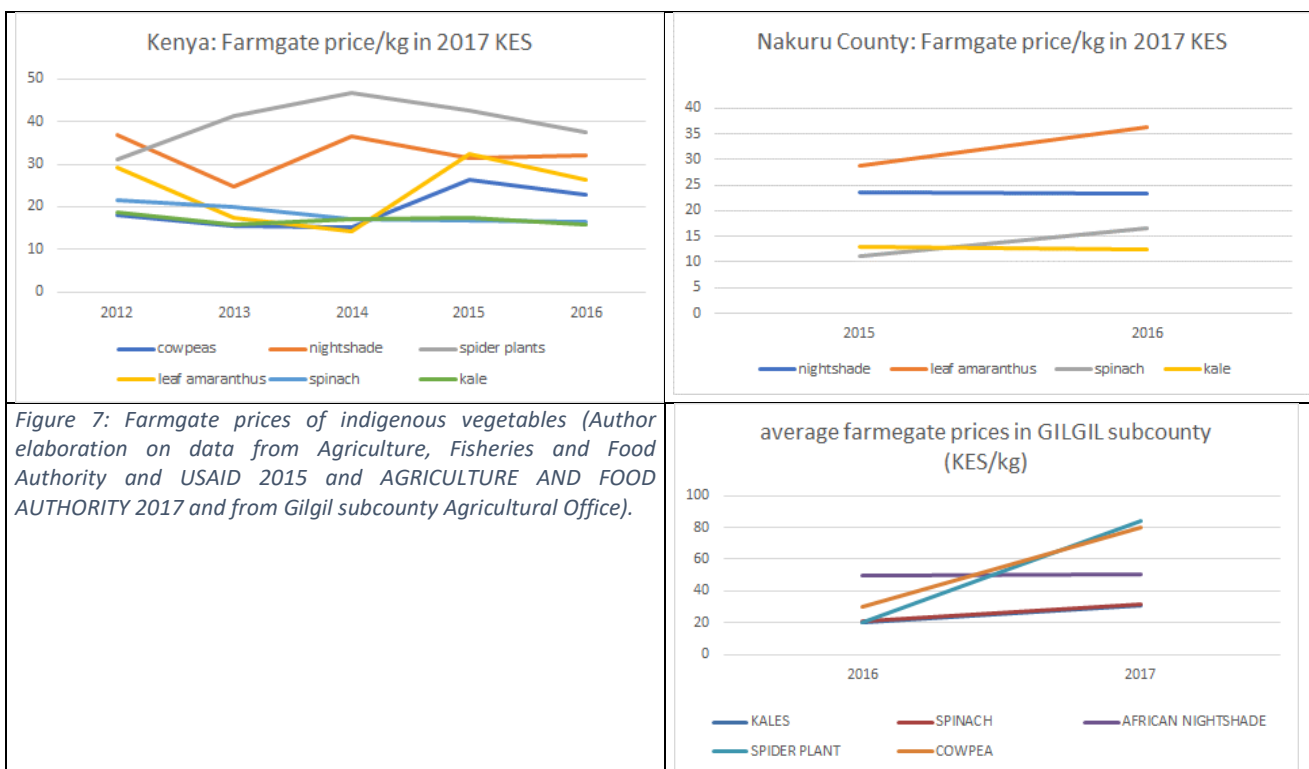 Kenya: Farmgate price/kg in 2017 KES
50
40
30
20
10
0
2012 2013 2014 2015 2016
cowpeas nightshade spider plants
leaf amaranthus spinach kale
Nakuru County: Farmgate price/kg in 2017 KES
40
35
30
25
20
15
10
5
0
2015 2016
nightshade leaf amaranthus spinach kale
Figure 7: Farmgate prices of indigenous vegetables (Author
elaboration on data from Agriculture, Fisheries and Food
Authority and USAID 2015 and AGRICULTURE AND FOOD
AUTHORITY 2017 and from Gilgil subcounty Agricultural Office).
average farmegate prices in GILGIL subcounty
(KES/kg)
100
80
60
40
20
0
2016 2017
KALES SPINACH AFRICAN NIGHTSHADE
SPIDER PLANT COWPEA